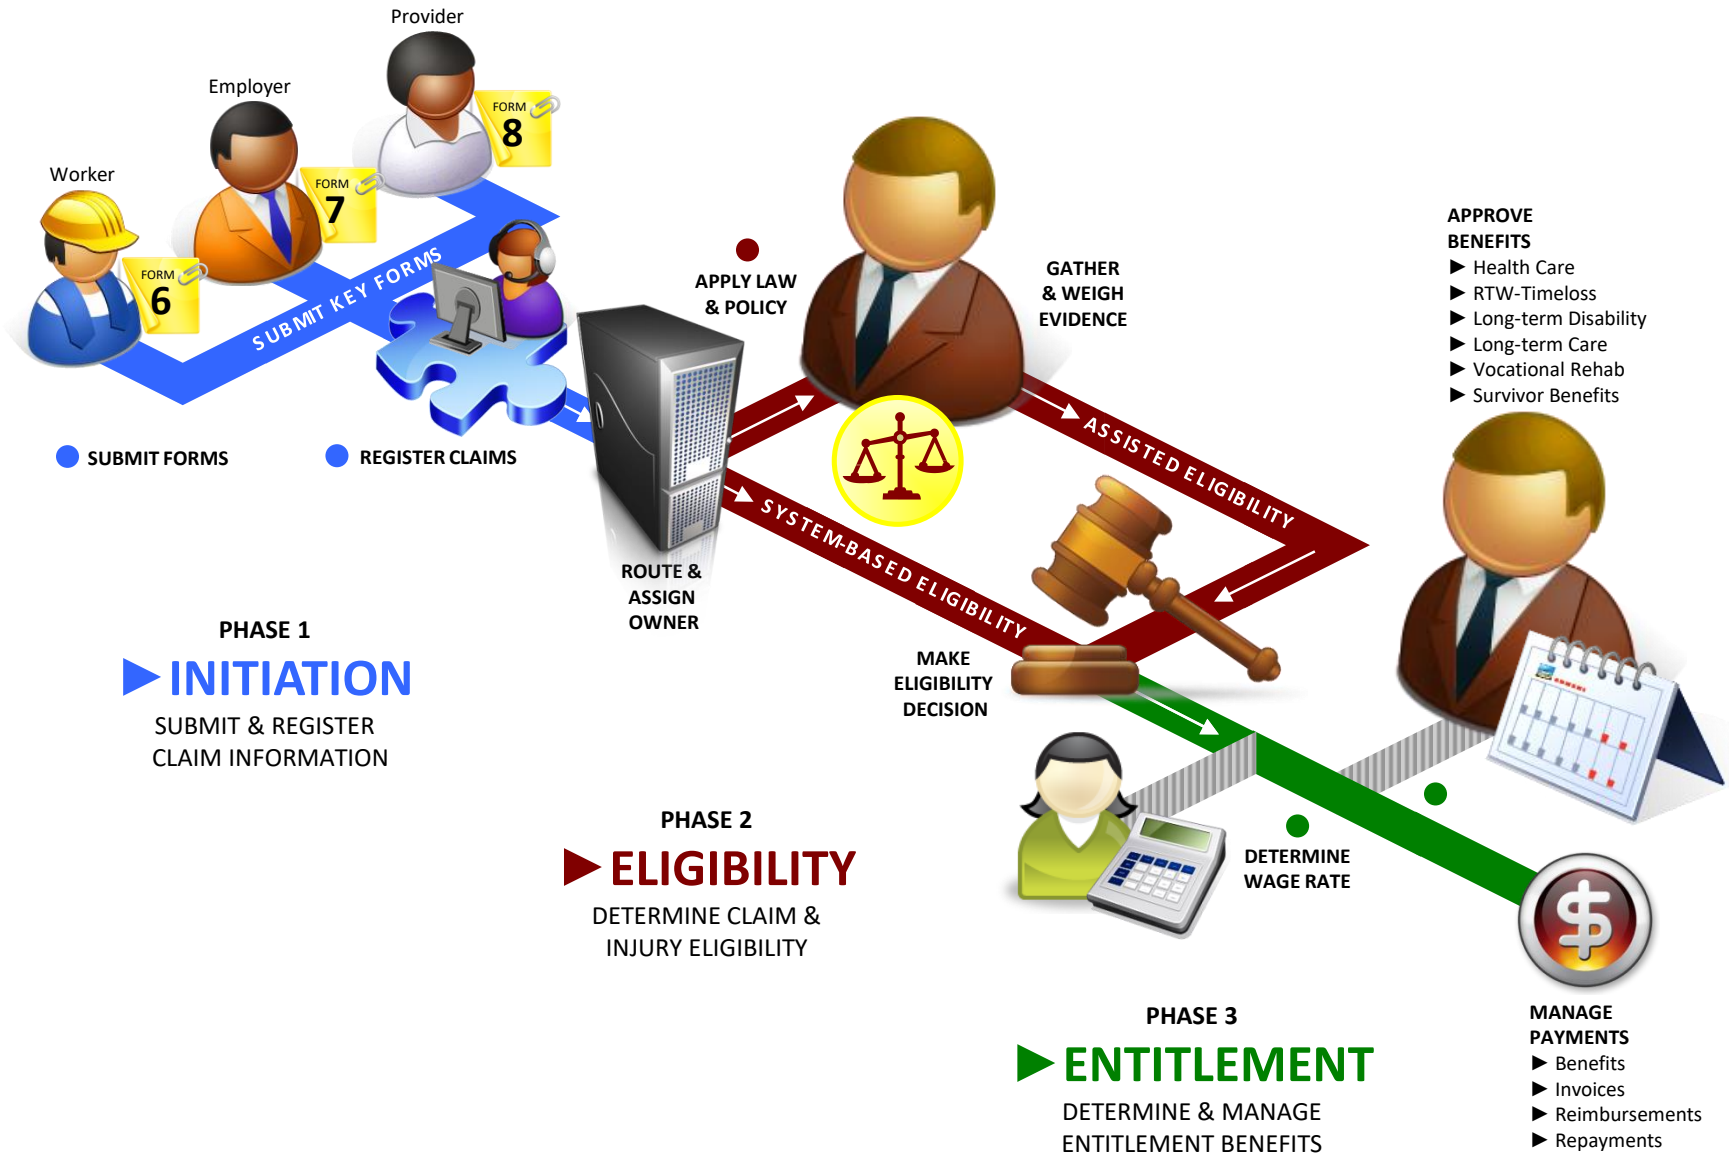 Provider
Employer
Worker
FORM
8
FORM
7
FORM
6
SUBMIT KEY FORMS
SUBMIT FORMS
REGISTER CLAIMS
ROUTE &
ASSIGN
OWNER
APPLY LAW
& POLICY
GATHER
& WEIGH
EVIDENCE
ASSISTED ELIGIBILITY
SYSTEM-BASED ELIGIBILITY
MAKE
ELIGIBILITY
DECISION
APPROVE
BENEFITS
► Health Care
► RTW-Timeloss
► Long-term Disability
► Long-term Care
► Vocational Rehab
► Survivor Benefits
DETERMINE
WAGE RATE
MANAGE
PAYMENTS
► Benefits
► Invoices
► Reimbursements
► Repayments
PHASE 1
►INITIATION
SUBMIT & REGISTER
CLAIM INFORMATION
PHASE 2
►ELIGIBILITY
DETERMINE CLAIM &
INJURY ELIGIBILITY
PHASE 3
►ENTITLEMENT
DETERMINE & MANAGE
ENTITLEMENT BENEFITS